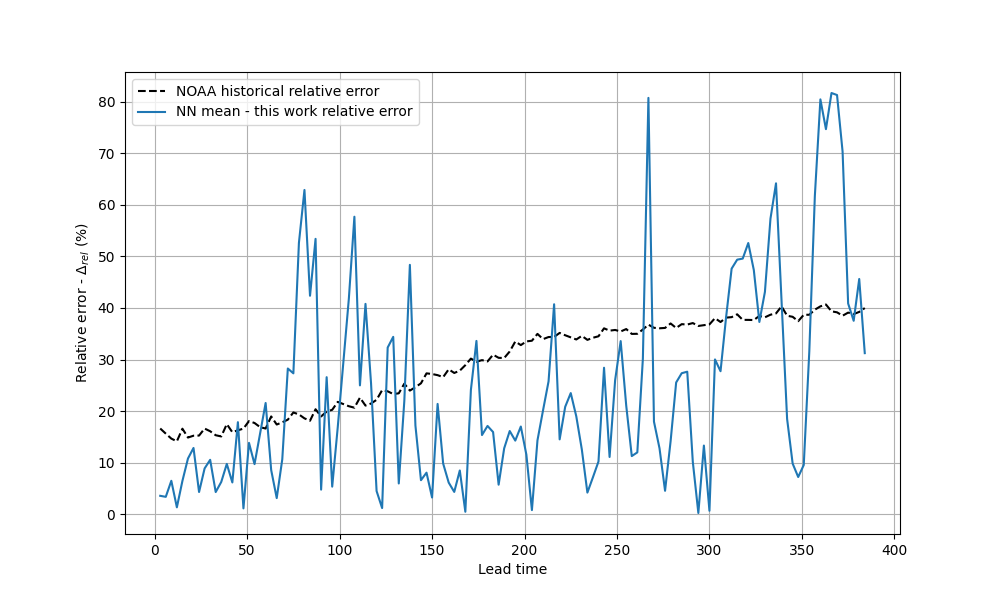 NOAA historical relative error
NN mean - this work relative error
80
70
60
50
40
30
20
10
0
Relative error - Δrel (%)
0 50 100 150 200 250 300 350 400
Lead time